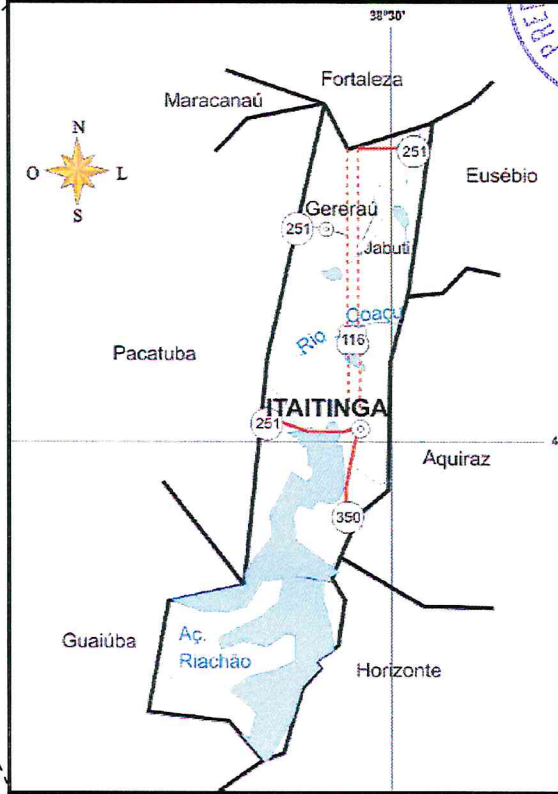 38°30'
Fortaleza
Maracanaú
N
O
L
S
251
Eusébio
Gereraú
251
Jabuti
Rio Coaçu
116
Pacatuba
ITAITINGA
251
4
Aquiraz
350
Guaiúba
Aç.
Riachão
Horizonte